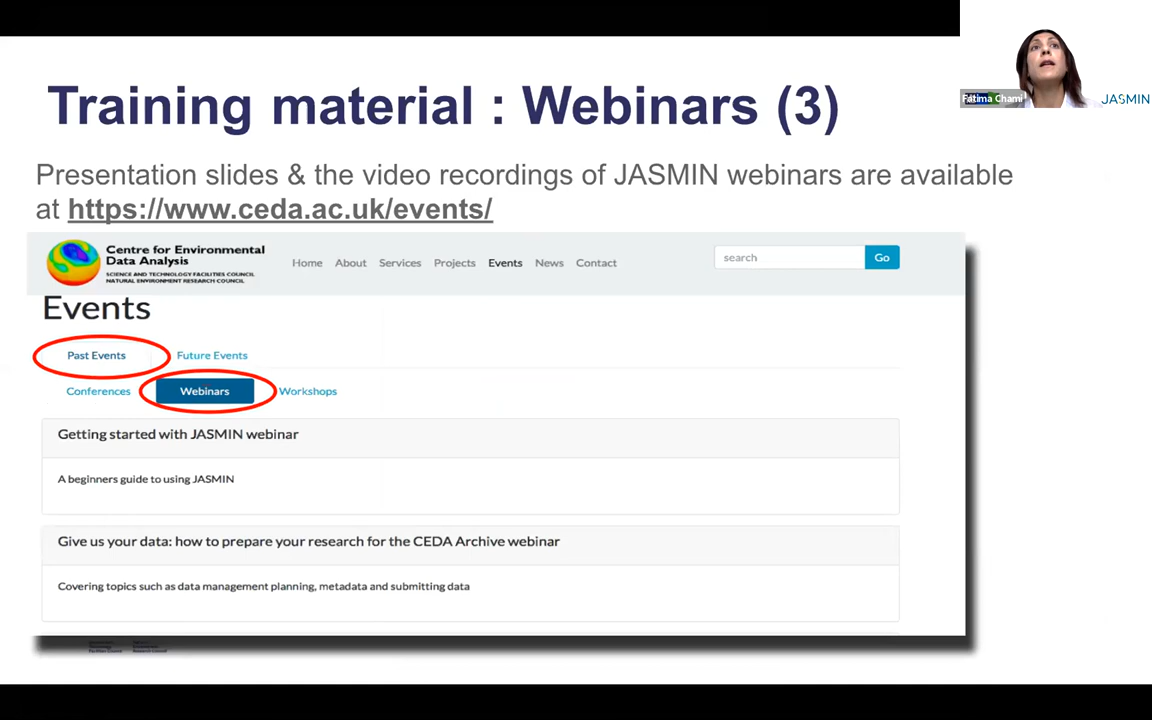 Training material : Webinars (3)
Fatima Chami
JASMIN
Presentation slides & the video recordings of JASMIN webinars are available
at https://www.ceda.ac.uk/events/
Centre for Environmental
Data Analysis
SCIENCE AND TECHNOLOGY FACILITIES COUNCIL
NATURAL ENVIRONMENT RESEARCH COUNCIL
Home About Services Projects Events News Contact
search Go
Events
Past Events Future Events
Conferences Webinars Workshops
Getting started with JASMIN webinar
A beginners guide to using JASMIN
Give us your data: how to prepare your research for the CEDA Archive webinar
Covering topics such as data management planning, metadata and submitting data